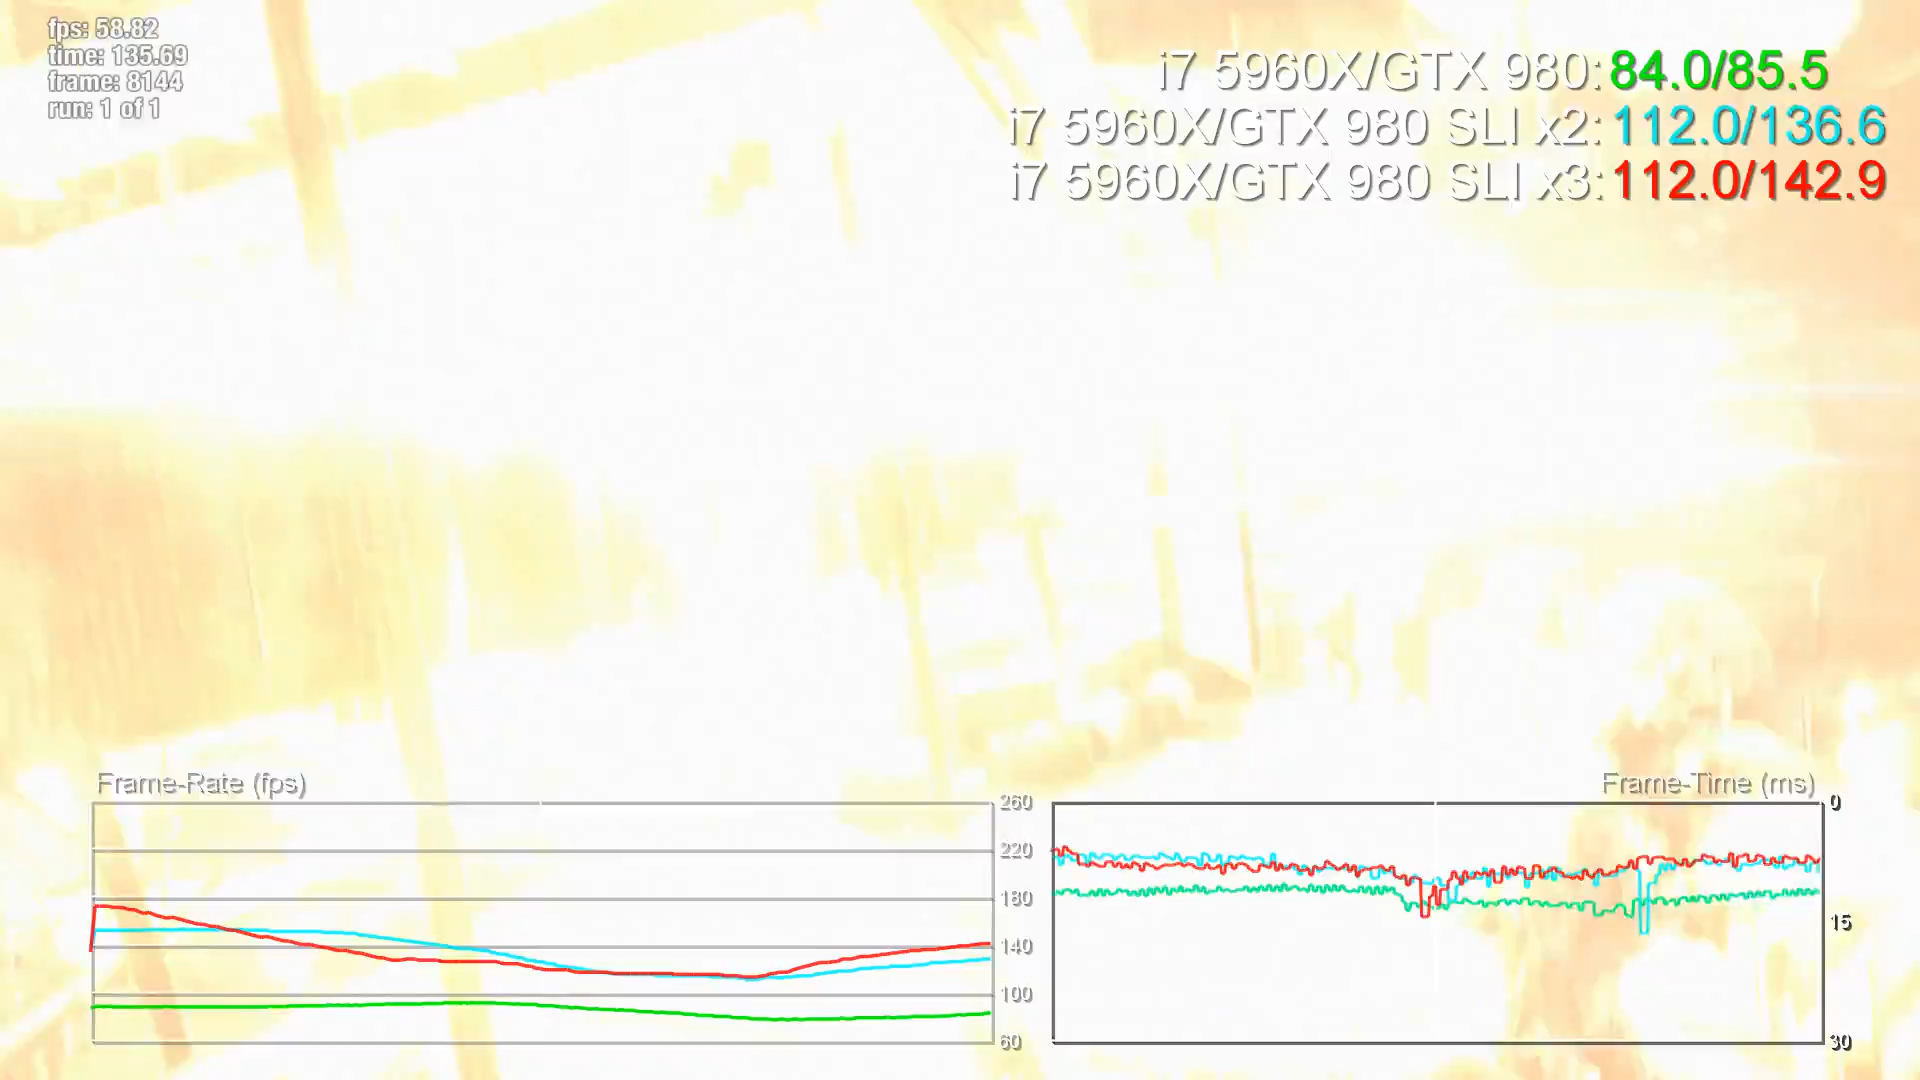 fps: 58.82
time: 135.69
frame: 8144
run: 1 of 1
i7 5960X/GTX 980: 84.0/85.5
i7 5960X/GTX 980 SLI x2: 112.0/136.6
i7 5960X/GTX 980 SLI x3: 112.0/142.9
Frame-Rate (fps)
260
220
180
140
100
60
Frame-Time (ms)
0
15
30